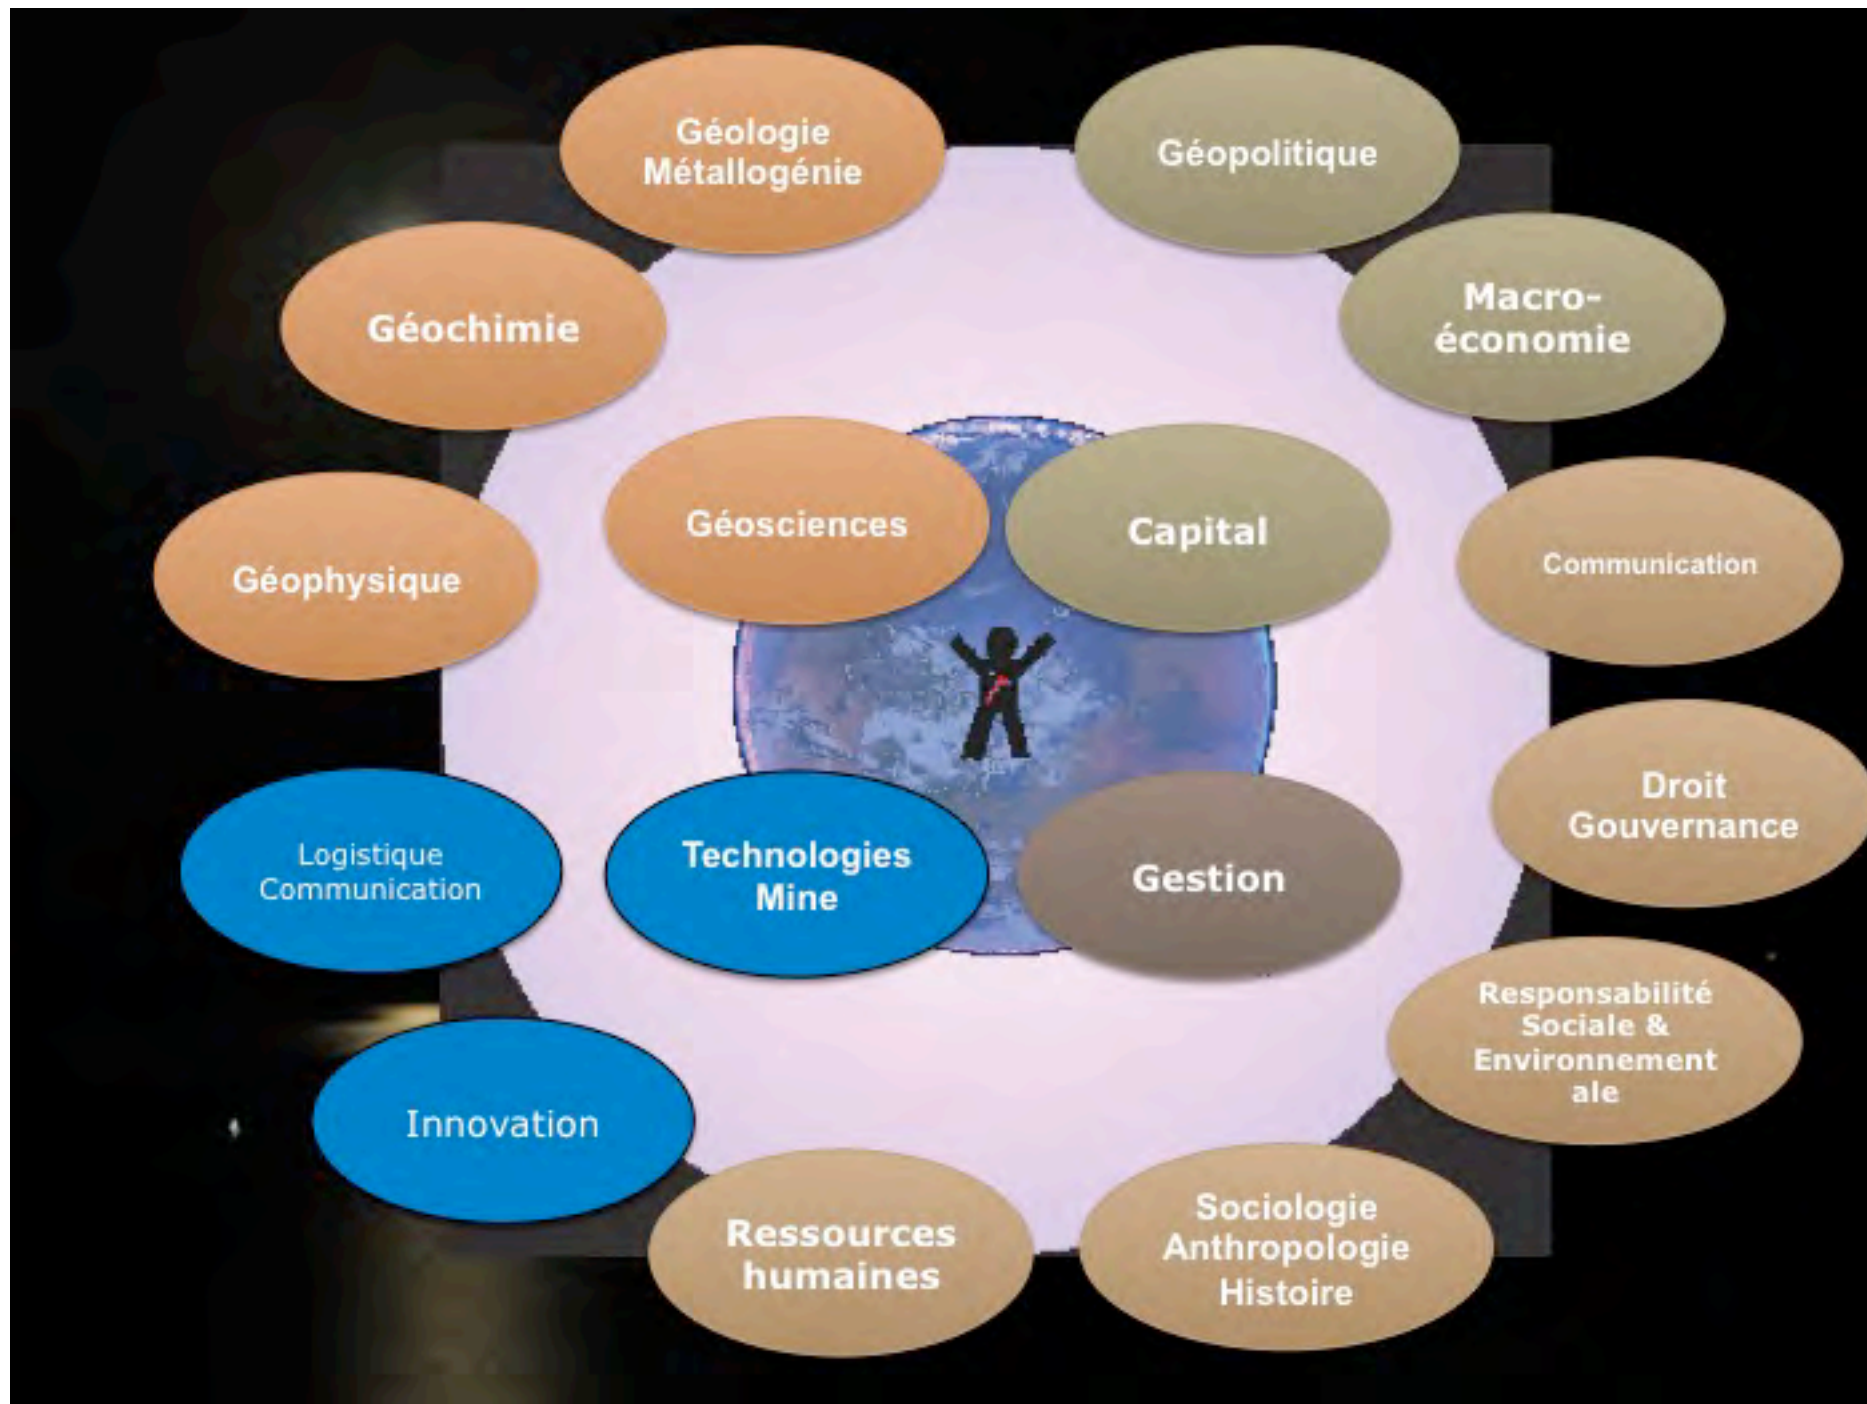 Géologie
Métallogénie
Géopolitique
Géochimie
Macro-
économie
Géosciences
Capital
Communication
Géophysique
Droit
Gouvernance
Logistique
Communication
Technologies
Mine
Gestion
Responsabilité
Sociale &
Environnement
ale
Innovation
Ressources
humaines
Sociologie
Anthropologie
Histoire